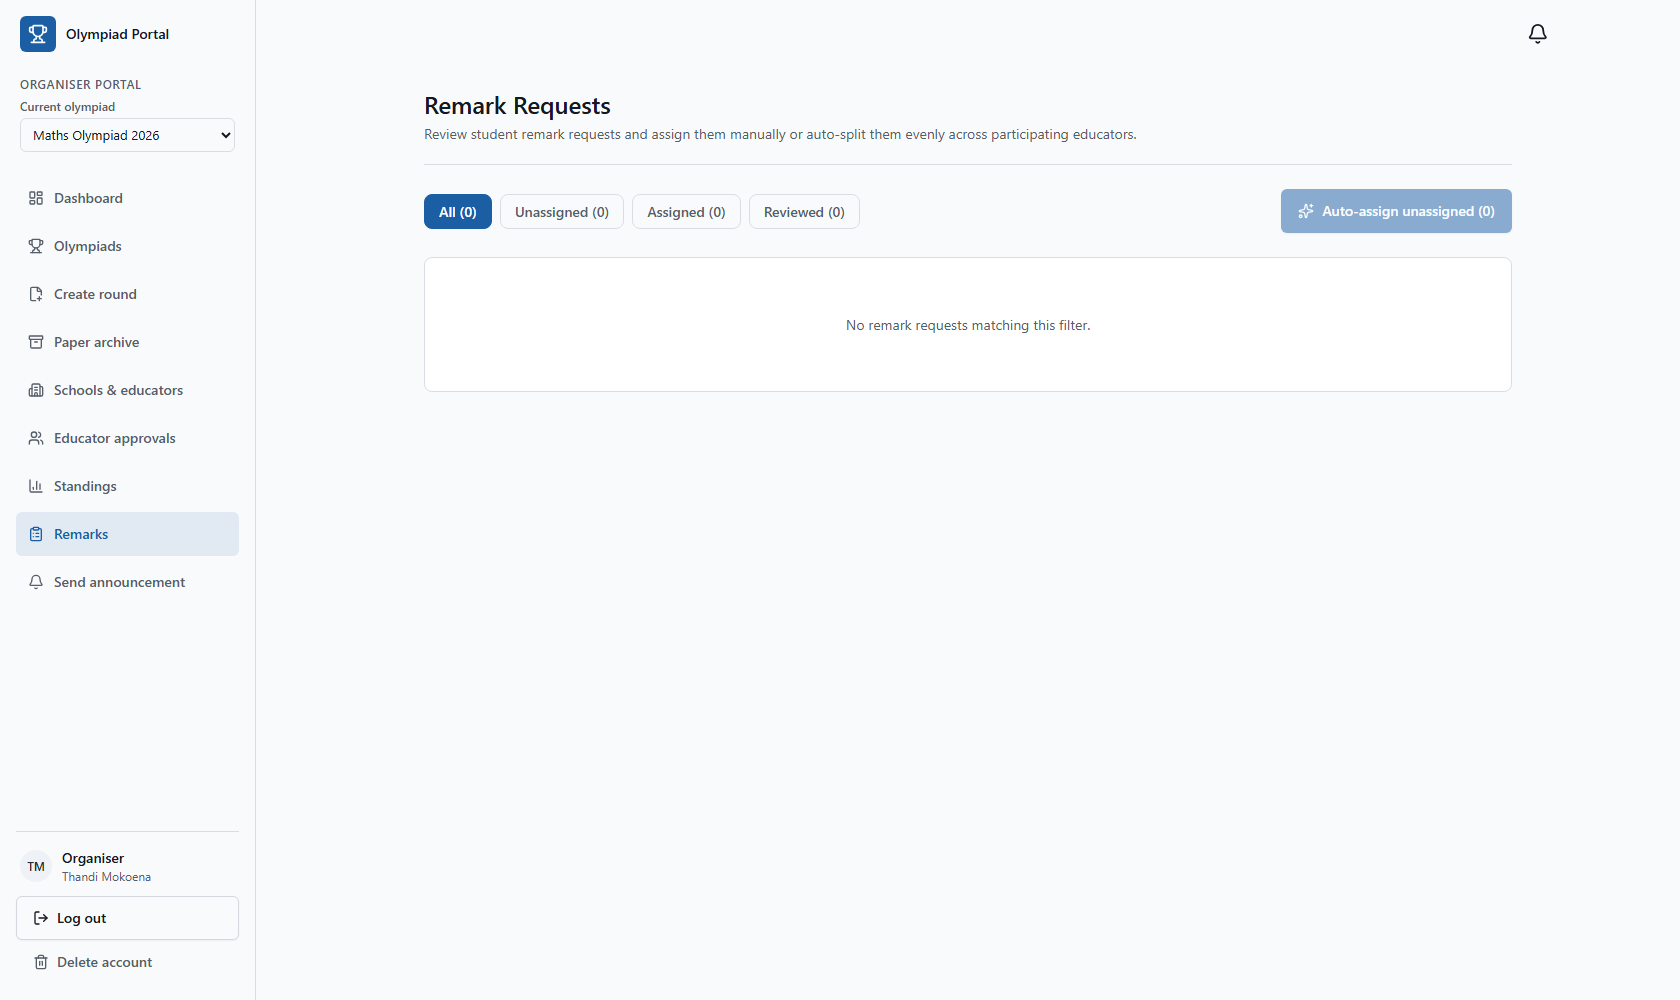 Olympiad Portal
ORGANISER PORTAL
Current olympiad
Maths Olympiad 2026
Dashboard
Olympiads
Create round
Paper archive
Schools & educators
Educator approvals
Standings
Remarks
Send announcement
TM
Organiser
Thandi Mokoena
Log out
Delete account
Remark Requests
Review student remark requests and assign them manually or auto-split them evenly across participating educators.
All (0)
Unassigned (0)
Assigned (0)
Reviewed (0)
Auto-assign unassigned (0)
No remark requests matching this filter.